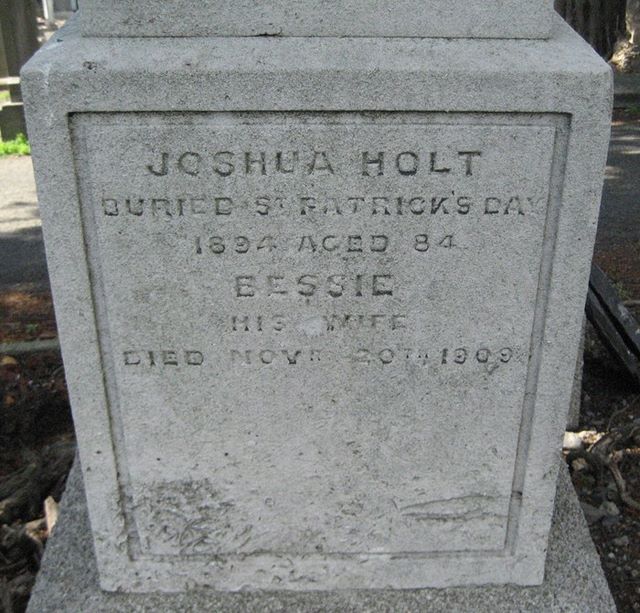 JOSHUA HOLT
BURIED ST PATRICK'S DAY
1894 AGED 84
BESSIE
HIS WIFE
DIED NOVR 20TH 1909